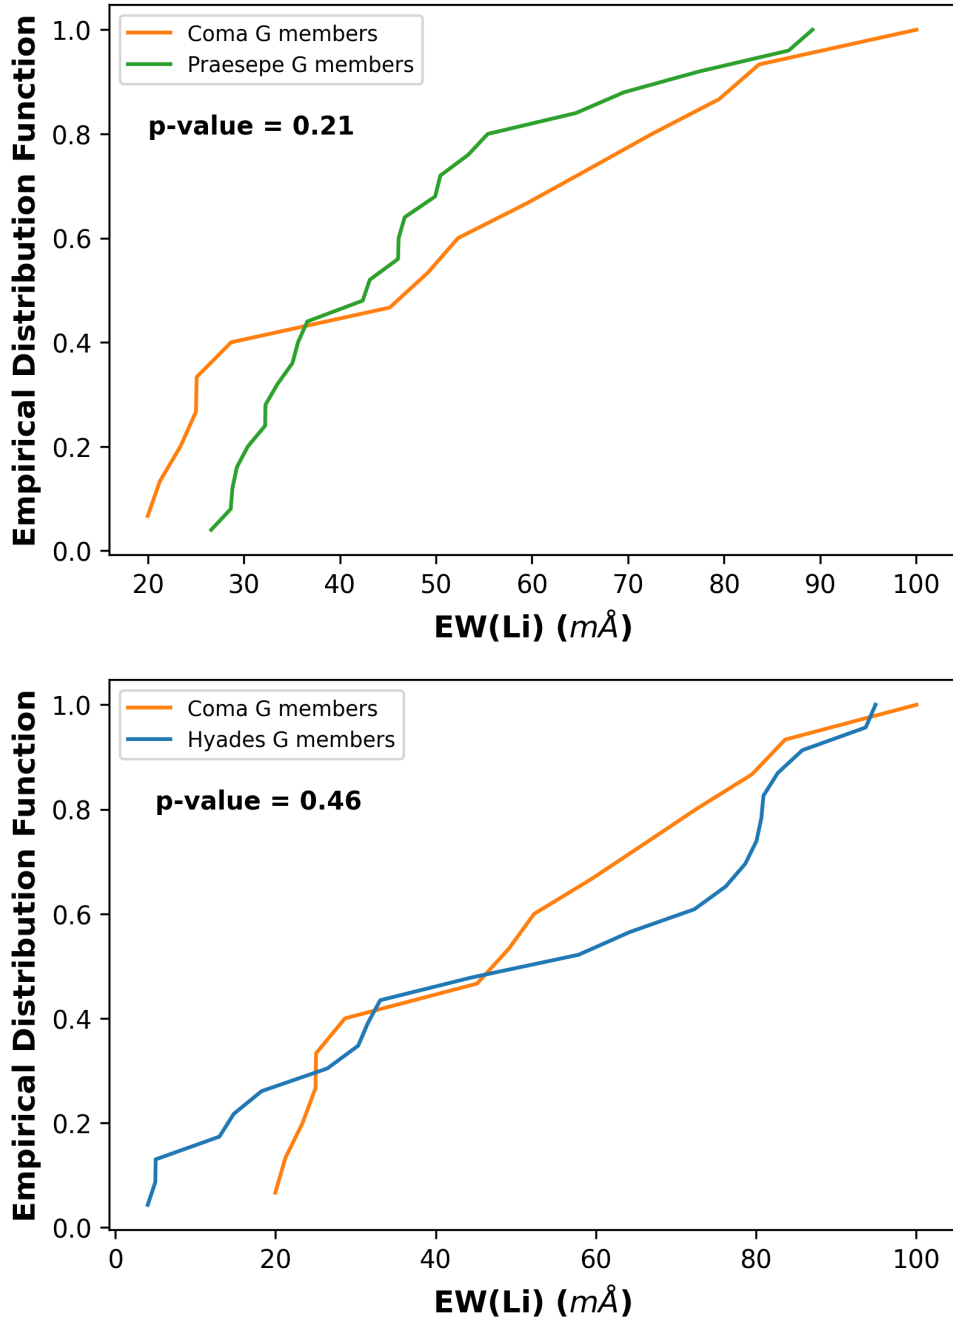 Coma G members
Praesepe G members
p-value = 0.21
Empirical Distribution Function
1.0
0.8
0.6
0.4
0.2
0.0
20 30 40 50 60 70 80 90 100
EW(Li) (mÅ)
Coma G members
Hyades G members
p-value = 0.46
Empirical Distribution Function
1.0
0.8
0.6
0.4
0.2
0.0
0 20 40 60 80 100
EW(Li) (mÅ)